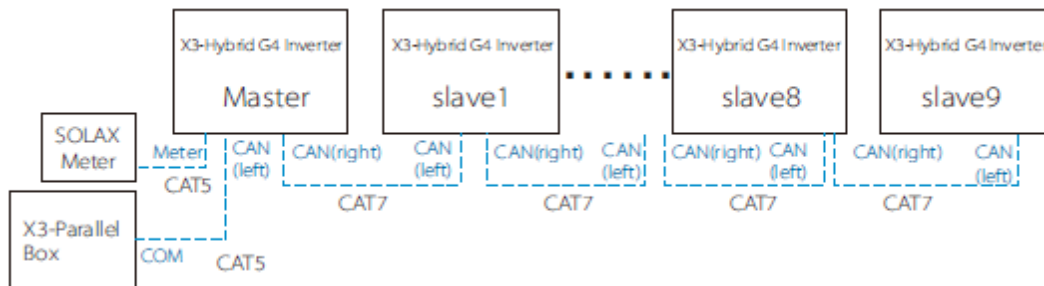 X3-Hybrid G4 Inverter
Master
X3-Hybrid G4 Inverter
slave1
X3-Hybrid G4 Inverter
slave8
X3-Hybrid G4 Inverter
slave9
SOLAX
Meter
Meter
CAT5
CAN
(left)
CAN(right)
CAN
(left)
CAT7
CAN(right)
CAN
(left)
CAT7
CAN(right)
CAN
(left)
CAT7
CAN(right)
CAN
(left)
CAT7
X3-Parallel
Box
COM
CAT5